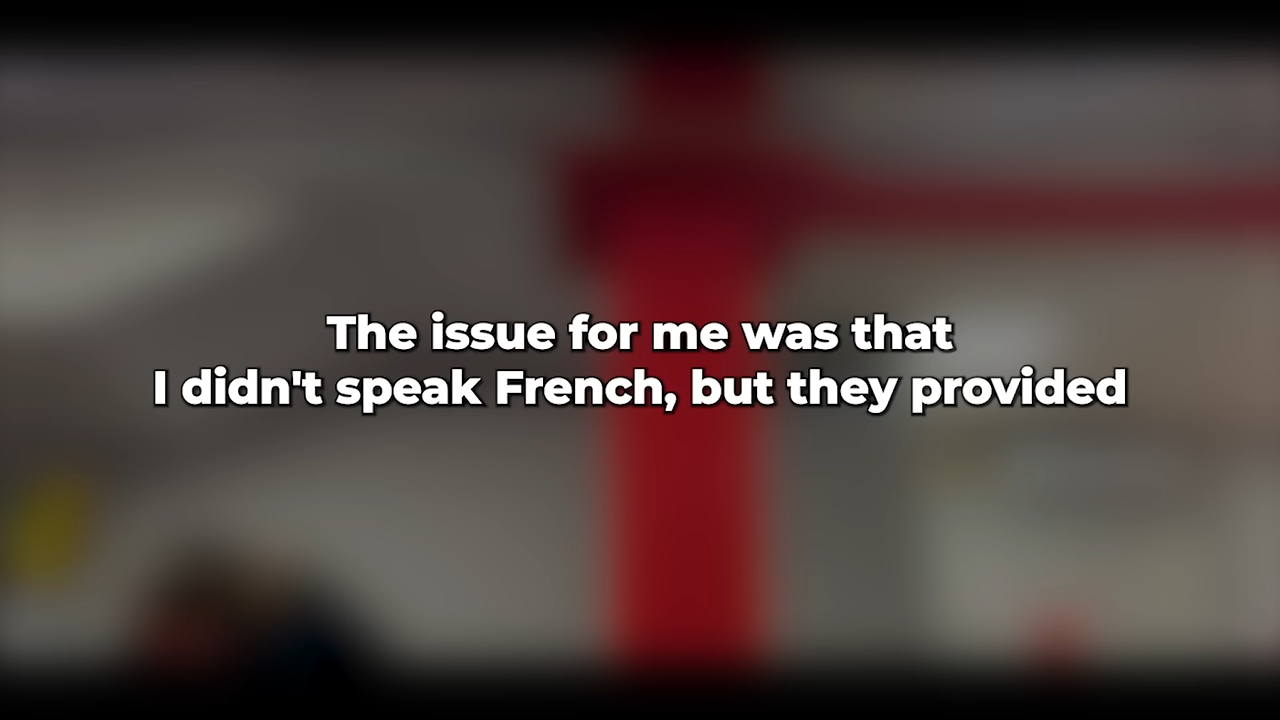 The issue for me was that
I didn't speak French, but they provided